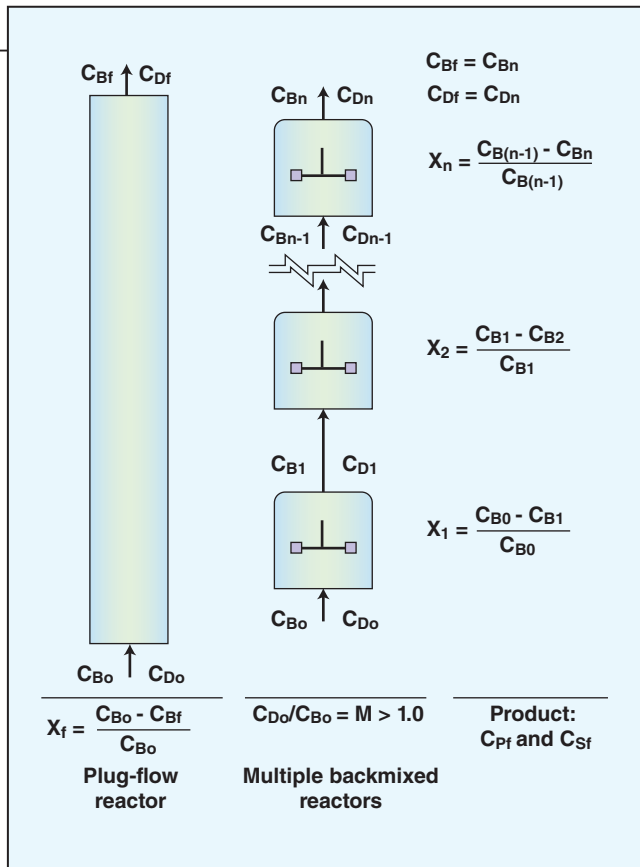 C_Bf C_Df
C_Bo C_Do
X_f = (C_Bo - C_Bf) / C_Bo
Plug-flow
reactor
C_Bn C_Dn
C_Bn-1 C_Dn-1
C_B1 C_D1
C_Bo C_Do
C_Do/C_Bo = M > 1.0
Multiple backmixed
reactors
C_Bf = C_Bn
C_Df = C_Dn
X_n = (C_B(n-1) - C_Bn) / C_B(n-1)
X_2 = (C_B1 - C_B2) / C_B1
X_1 = (C_B0 - C_B1) / C_B0
Product:
C_Pf and C_Sf